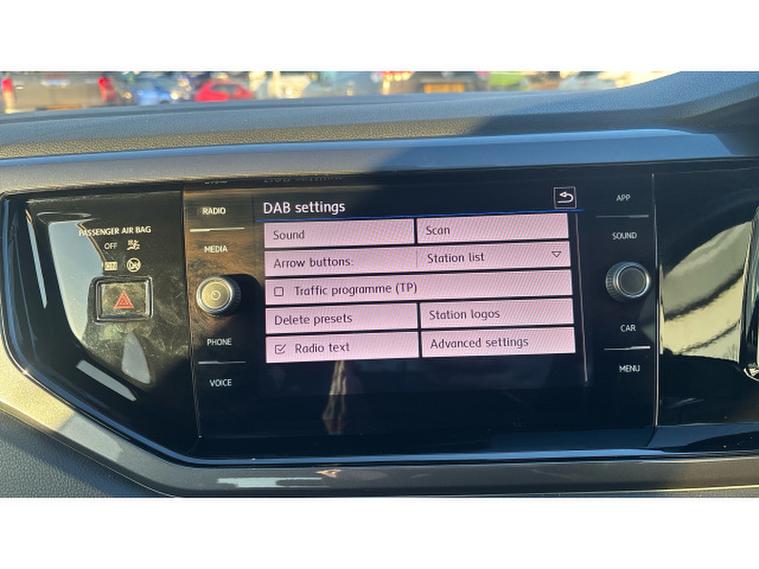 PASSENGER AIR BAG
OFF
ON
RADIO
MEDIA
PHONE
VOICE
DAB settings
Sound
Scan
Arrow buttons:
Station list
Traffic programme (TP)
Delete presets
Station logos
Radio text
Advanced settings
APP
SOUND
CAR
MENU